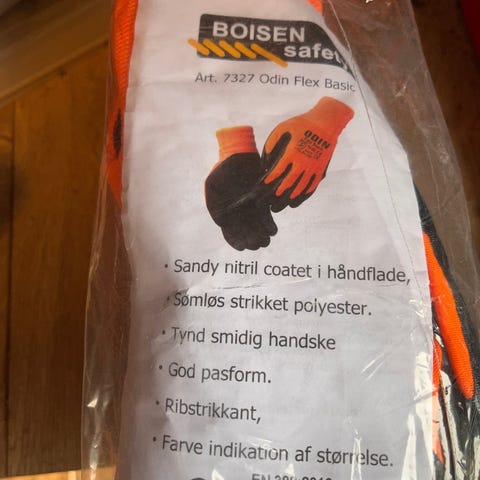 BOISEN
safety
Art. 7327 Odin Flex Basic
ODIN
· Sandy nitril coatet i håndflade,
· Sømløs strikket polyester.
· Tynd smidig handske
· God pasform.
· Ribstrikkant,
· Farve indikation af størrelse.
EN